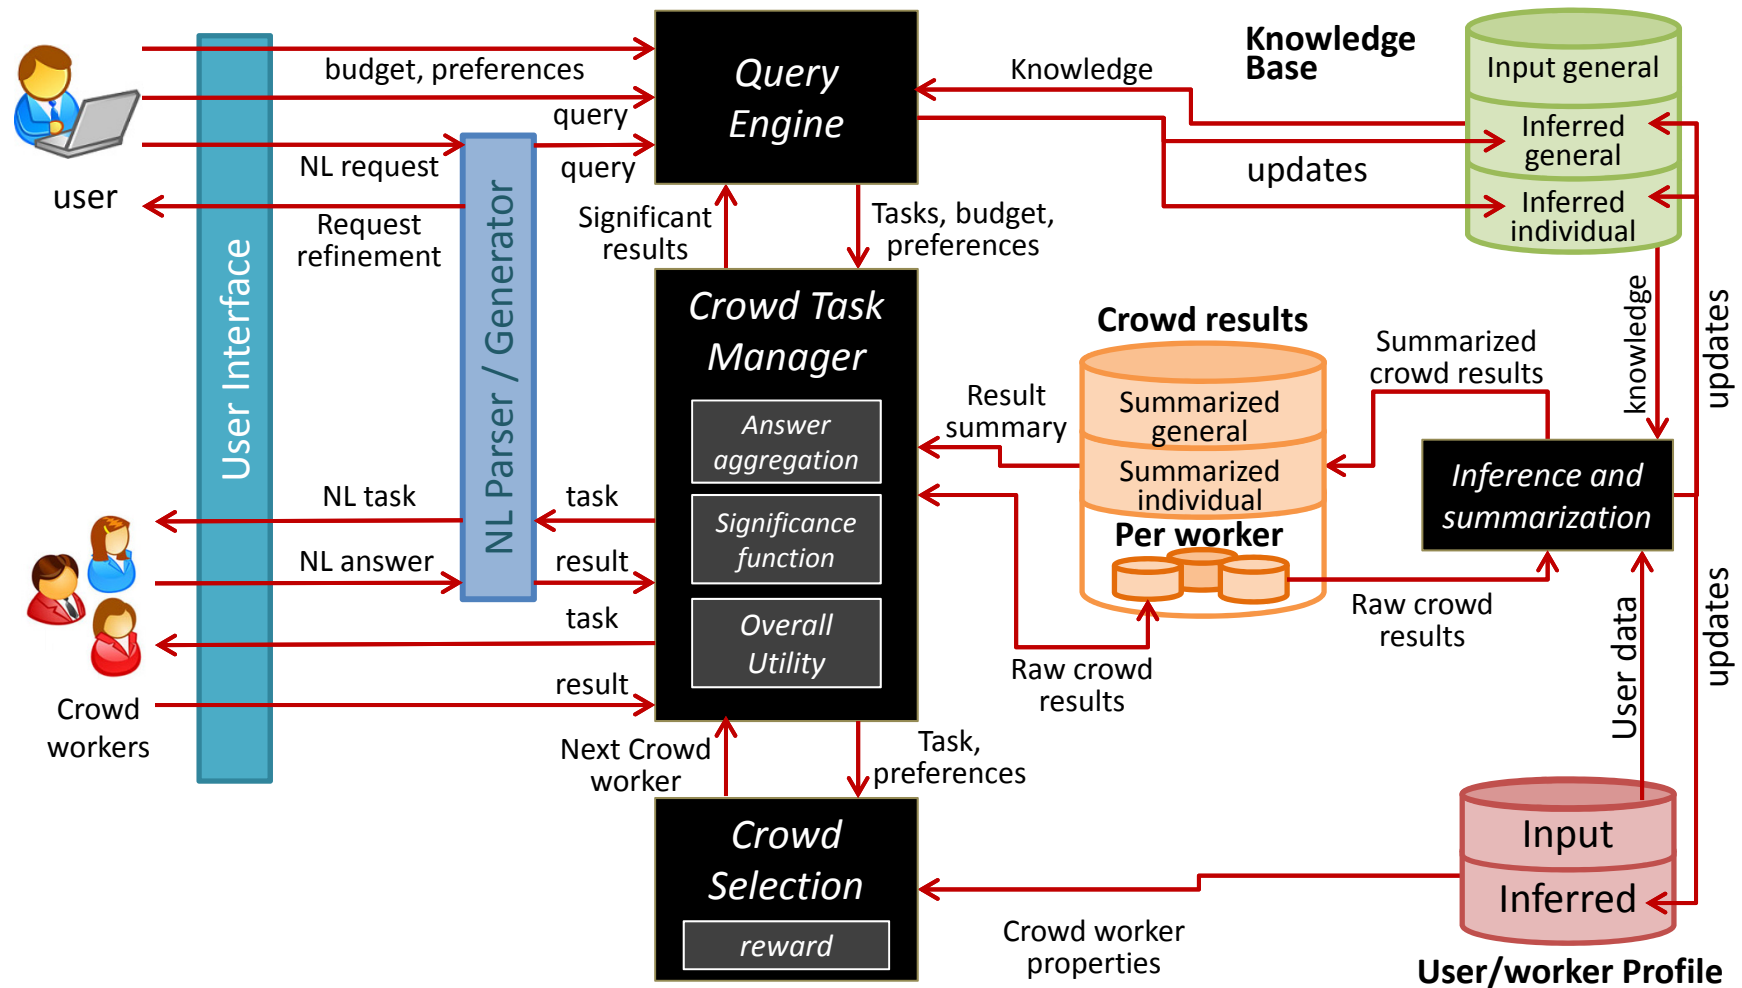 budget, preferences
query
NL request
query
user
Request
refinement
User Interface
NL Parser / Generator
NL task
task
NL answer
result
task
result
Crowd
workers
Query
Engine
Significant
results
Tasks, budget,
preferences
Crowd Task
Manager
Answer
aggregation
Significance
function
Overall
Utility
Next Crowd
worker
Task,
preferences
Crowd
Selection
reward
Knowledge
updates
Knowledge
Base
Input general
Inferred
general
Inferred
individual
knowledge
updates
Crowd results
Summarized
general
Summarized
individual
Per worker
Result
summary
Summarized
crowd results
Raw crowd
results
Raw crowd
results
Inference and
summarization
User data
updates
Crowd worker
properties
Input
Inferred
User/worker Profile